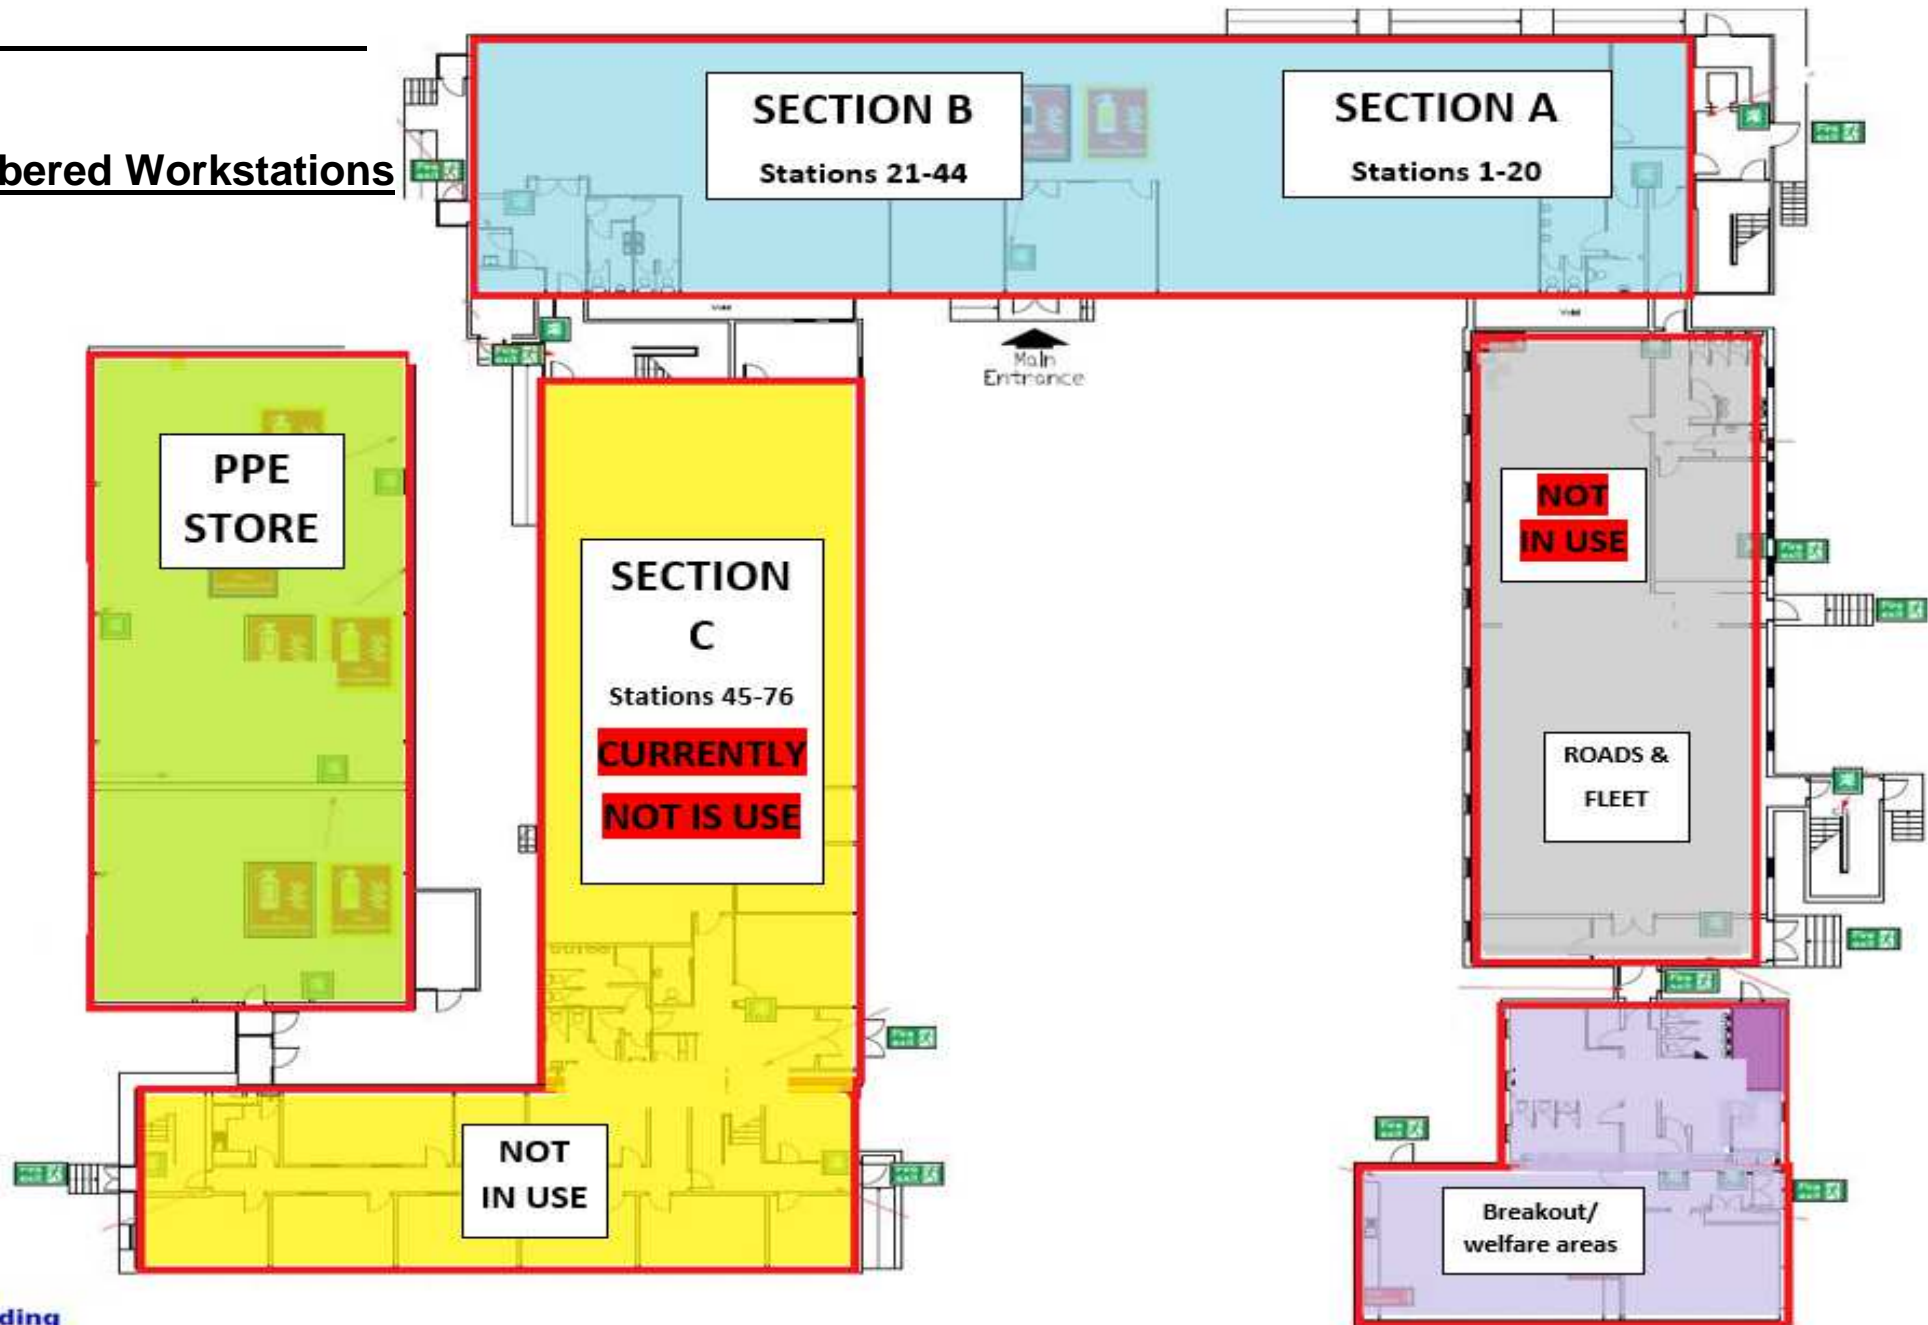 bered Workstations
SECTION B
Stations 21-44
SECTION A
Stations 1-20
Main
Entrance
PPE
STORE
SECTION
C
Stations 45-76
CURRENTLY
NOT IS USE
NOT
IN USE
ROADS &
FLEET
NOT
IN USE
Breakout/
welfare areas
ding